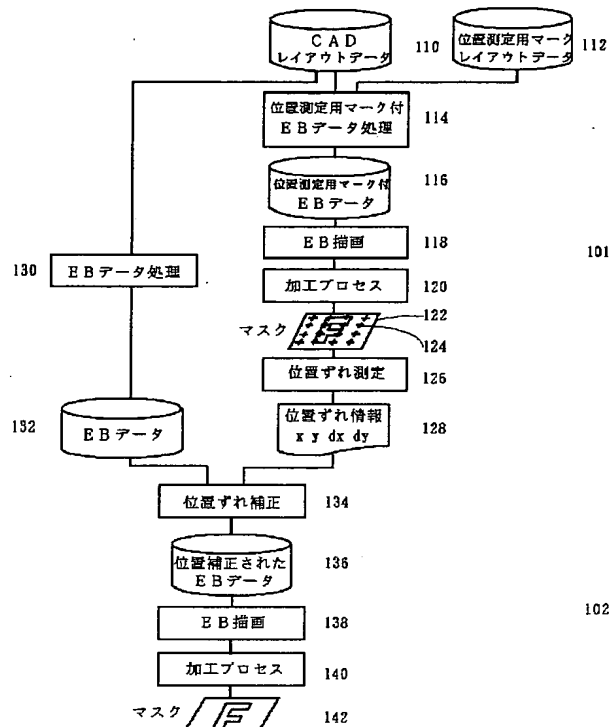 CAD
レイアウトデータ
110
位置測定用マーク
レイアウトデータ
112
位置測定用マーク付
EBデータ処理
114
位置測定用マーク付
EBデータ
116
EB描画
118
101
130
EBデータ処理
加工プロセス
120
マスク
F
122
124
位置ずれ測定
126
132
EBデータ
位置ずれ情報
x y dx dy
128
位置ずれ補正
134
位置補正された
EBデータ
136
EB描画
138
102
加工プロセス
140
マスク
F
142